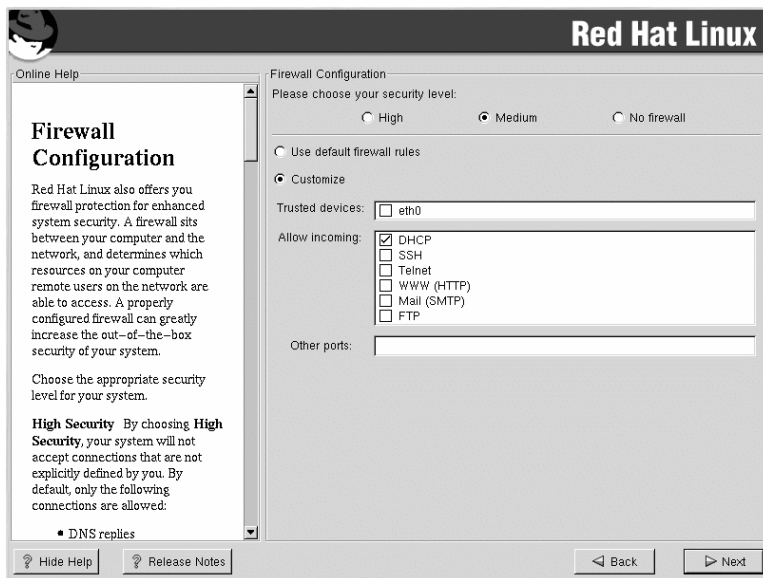 Red Hat Linux
Online Help
Firewall
Configuration
Red Hat Linux also offers you
firewall protection for enhanced
system security. A firewall sits
between your computer and the
network, and determines which
resources on your computer
remote users on the network are
able to access. A properly
configured firewall can greatly
increase the out-of-the-box
security of your system.
Choose the appropriate security
level for your system.
High Security By choosing High
Security, your system will not
accept connections that are not
explicitly defined by you. By
default, only the following
connections are allowed:
• DNS replies
Firewall Configuration
Please choose your security level:
High
Medium
No firewall
Use default firewall rules
Customize
Trusted devices:
eth0
Allow incoming:
DHCP
SSH
Telnet
WWW (HTTP)
Mail (SMTP)
FTP
Other ports:
Hide Help
Release Notes
Back
Next